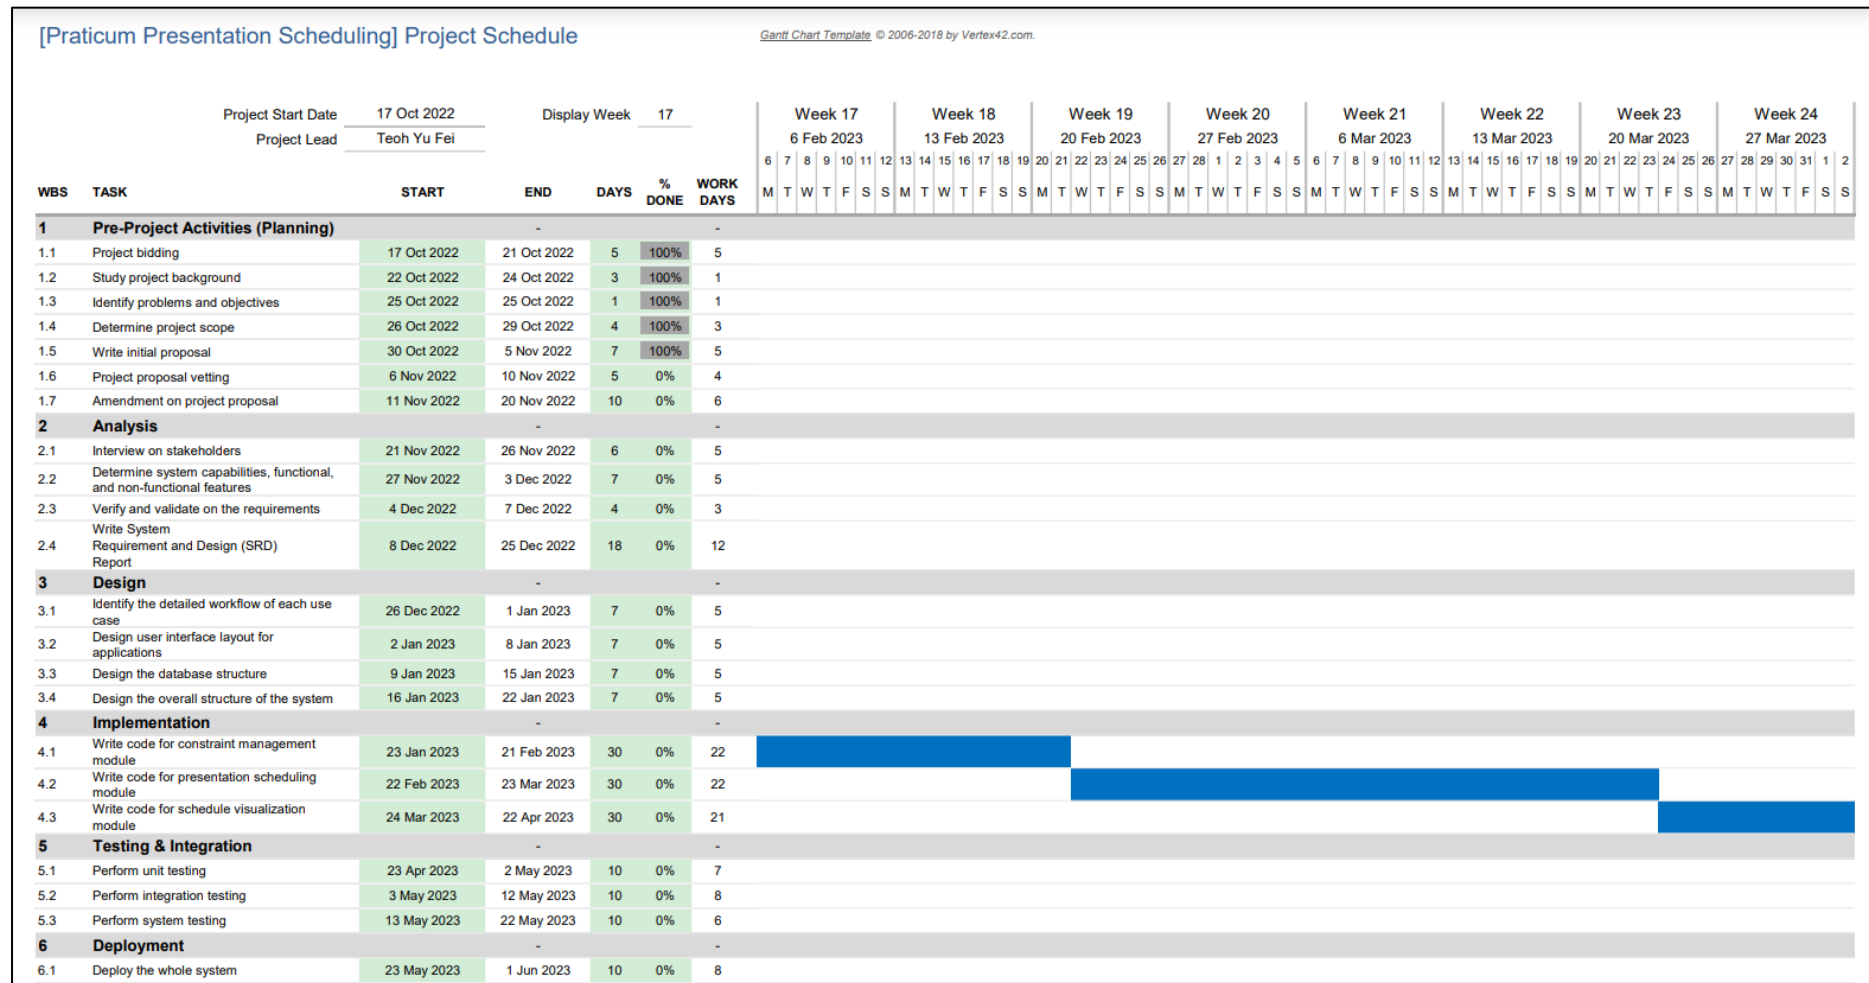 [Praticum Presentation Scheduling] Project Schedule
Gantt Chart Template © 2006-2018 by Vertex42.com.
Project Start Date 17 Oct 2022 Display Week 17 Week 17 Week 18 Week 19 Week 20 Week 21 Week 22 Week 23 Week 24
Project Lead Teoh Yu Fei 6 Feb 2023 13 Feb 2023 20 Feb 2023 27 Feb 2023 6 Mar 2023 13 Mar 2023 20 Mar 2023 27 Mar 2023
6 7 8 9 10 11 12 13 14 15 16 17 18 19 20 21 22 23 24 25 26 27 28 1 2 3 4 5 6 7 8 9 10 11 12 13 14 15 16 17 18 19 20 21 22 23 24 25 26 27 28 29 30 31 1 2
WBS TASK START END DAYS % DONE WORK DAYS M T W T F S S M T W T F S S M T W T F S S M T W T F S S M T W T F S S M T W T F S S M T W T F S S M T W T F S S
1 Pre-Project Activities (Planning) - -
1.1 Project bidding 17 Oct 2022 21 Oct 2022 5 100% 5
1.2 Study project background 22 Oct 2022 24 Oct 2022 3 100% 1
1.3 Identify problems and objectives 25 Oct 2022 25 Oct 2022 1 100% 1
1.4 Determine project scope 26 Oct 2022 29 Oct 2022 4 100% 3
1.5 Write initial proposal 30 Oct 2022 5 Nov 2022 7 100% 5
1.6 Project proposal vetting 6 Nov 2022 10 Nov 2022 5 0% 4
1.7 Amendment on project proposal 11 Nov 2022 20 Nov 2022 10 0% 6
2 Analysis - -
2.1 Interview on stakeholders 21 Nov 2022 26 Nov 2022 6 0% 5
Determine system capabilities, functional,
2.2 and non-functional features 27 Nov 2022 3 Dec 2022 7 0% 5
2.3 Verify and validate on the requirements 4 Dec 2022 7 Dec 2022 4 0% 3
Write System
2.4 Requirement and Design (SRD) 8 Dec 2022 25 Dec 2022 18 0% 12
Report
3 Design - -
3.1 Identify the detailed workflow of each use 26 Dec 2022 1 Jan 2023 7 0% 5
case
3.2 Design user interface layout for 2 Jan 2023 8 Jan 2023 7 0% 5
applications
3.3 Design the database structure 9 Jan 2023 15 Jan 2023 7 0% 5
3.4 Design the overall structure of the system 16 Jan 2023 22 Jan 2023 7 0% 5
4 Implementation - -
4.1 Write code for constraint management 23 Jan 2023 21 Feb 2023 30 0% 22
module
4.2 Write code for presentation scheduling 22 Feb 2023 23 Mar 2023 30 0% 22
module
4.3 Write code for schedule visualization 24 Mar 2023 22 Apr 2023 30 0% 21
module
5 Testing & Integration - -
5.1 Perform unit testing 23 Apr 2023 2 May 2023 10 0% 7
5.2 Perform integration testing 3 May 2023 12 May 2023 10 0% 8
5.3 Perform system testing 13 May 2023 22 May 2023 10 0% 6
6 Deployment - -
6.1 Deploy the whole system 23 May 2023 1 Jun 2023 10 0% 8